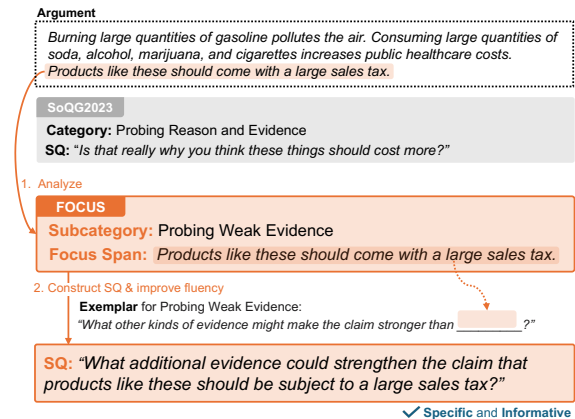 Argument
Burning large quantities of gasoline pollutes the air. Consuming large quantities of
soda, alcohol, marijuana, and cigarettes increases public healthcare costs.
Products like these should come with a large sales tax.
SoQG2023
Category: Probing Reason and Evidence
SQ: "Is that really why you think these things should cost more?"
1. Analyze
FOCUS
Subcategory: Probing Weak Evidence
Focus Span: Products like these should come with a large sales tax.
2. Construct SQ & improve fluency
Exemplar for Probing Weak Evidence:
"What other kinds of evidence might make the claim stronger than __________?"
SQ: "What additional evidence could strengthen the claim that
products like these should be subject to a large sales tax?"
✓ Specific and Informative